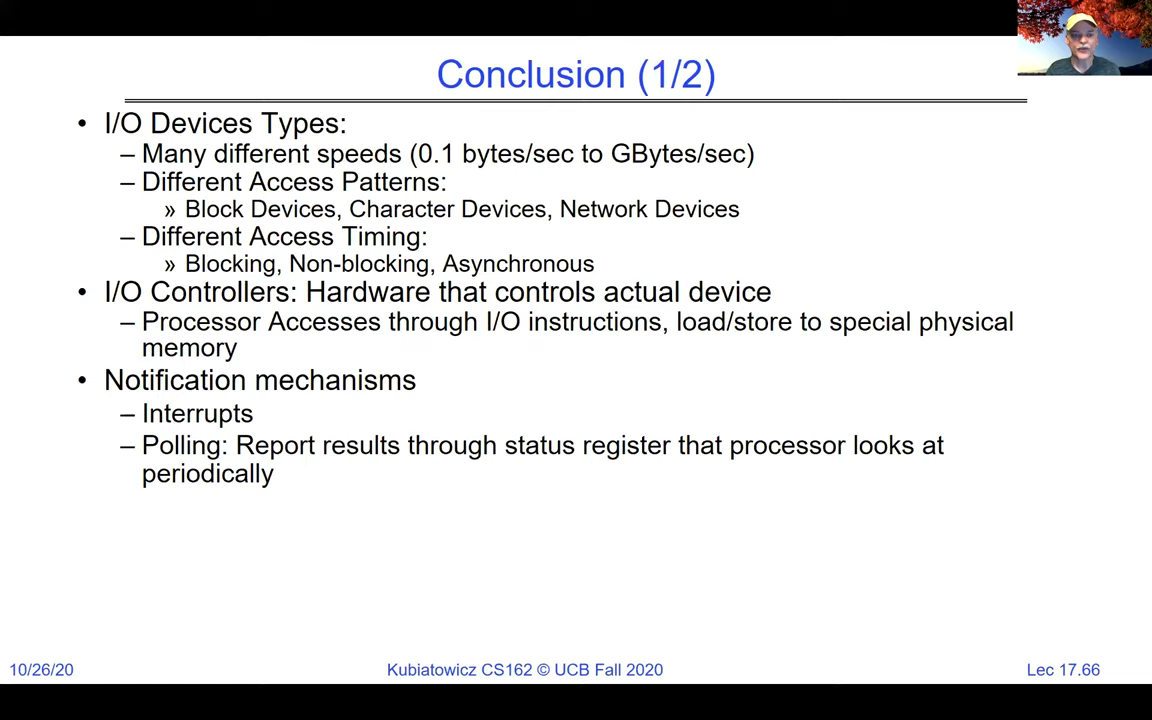 Conclusion (1/2)
• I/O Devices Types:
– Many different speeds (0.1 bytes/sec to GBytes/sec)
– Different Access Patterns:
» Block Devices, Character Devices, Network Devices
– Different Access Timing:
» Blocking, Non-blocking, Asynchronous
• I/O Controllers: Hardware that controls actual device
– Processor Accesses through I/O instructions, load/store to special physical
memory
• Notification mechanisms
– Interrupts
– Polling: Report results through status register that processor looks at
periodically
10/26/20 Kubiatowicz CS162 © UCB Fall 2020 Lec 17.66